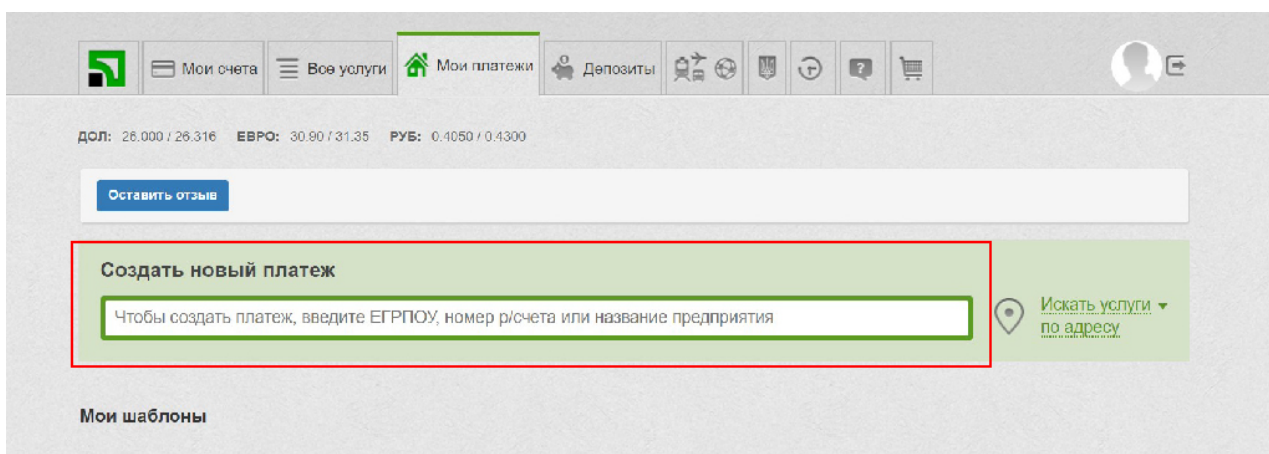 Мои счета Все услуги Мои платежи Депозиты
ДОЛ: 26.000 / 26.316 ЕВРО: 30.90 / 31.35 РУБ: 0.4050 / 0.4300
Оставить отзыв
Создать новый платеж
Чтобы создать платеж, введите ЕГРПОУ, номер р/счета или название предприятия
Искать услуги
по адресу
Мои шаблоны